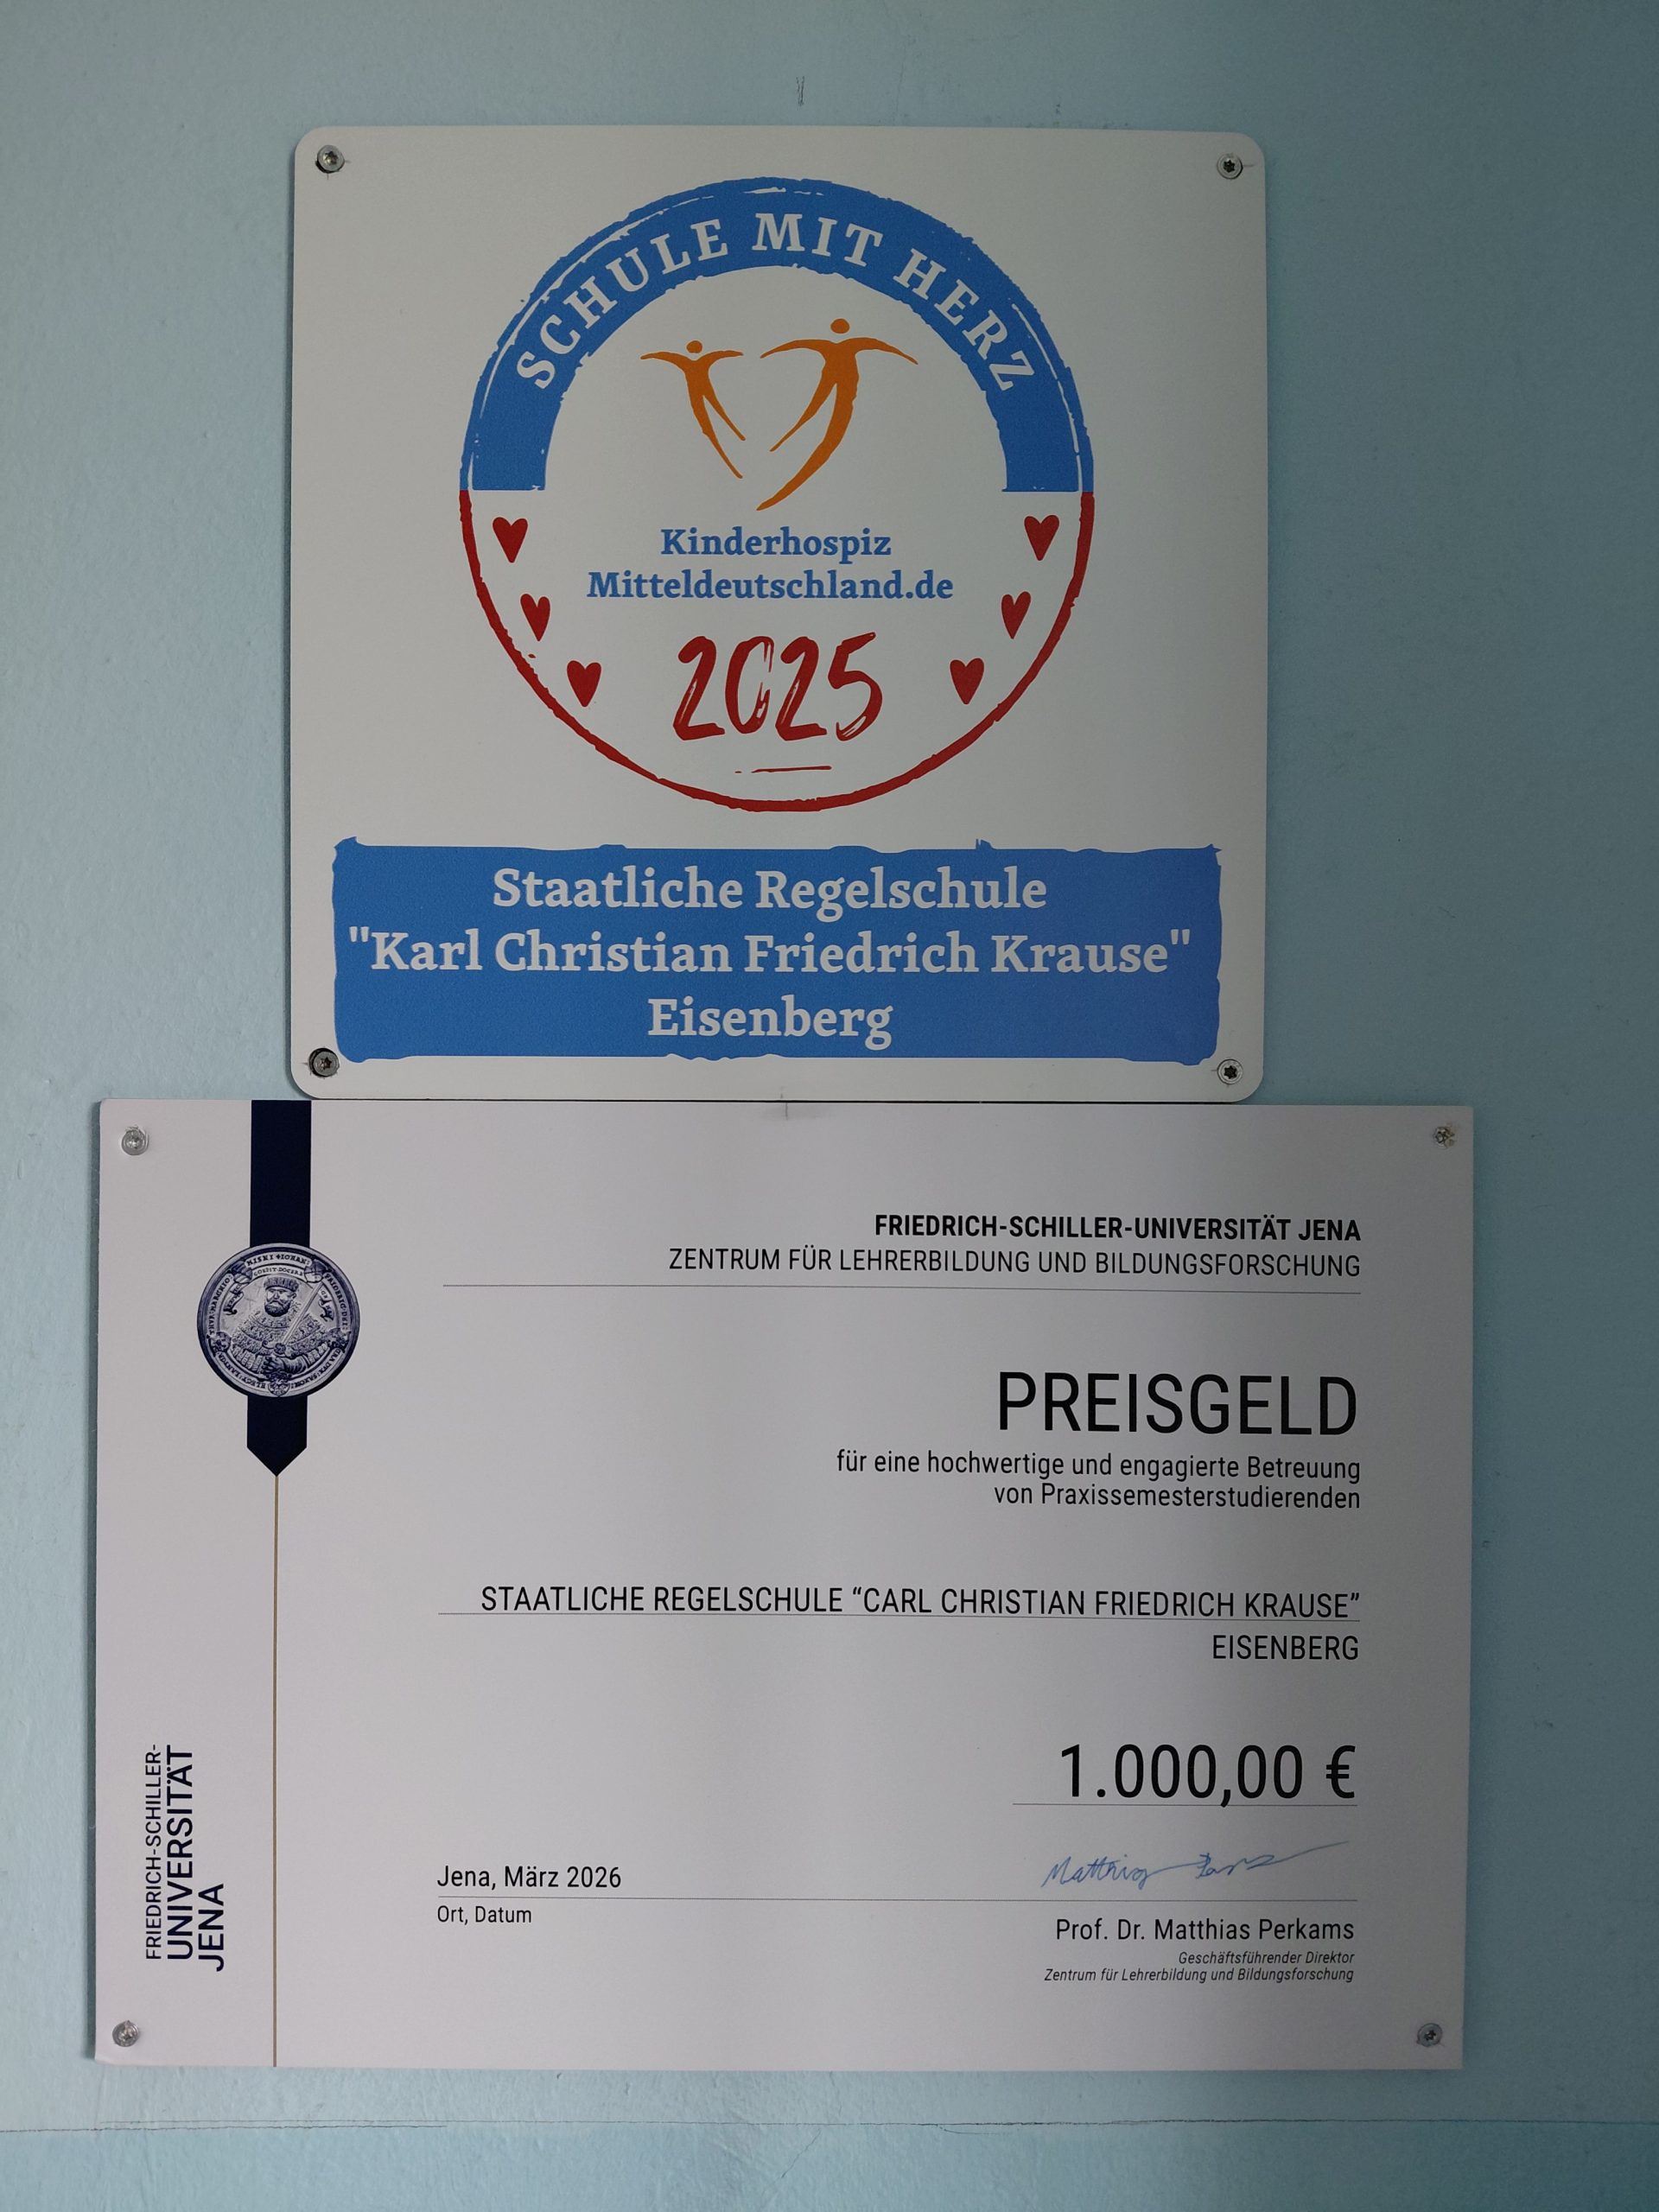 SCHULE MIT HERZ
Kinderhospiz
Mitteldeutschland.de
2025
Staatliche Regelschule
"Karl Christian Friedrich Krause"
Eisenberg
FRIEDRICH-SCHILLER-UNIVERSITÄT JENA
ZENTRUM FÜR LEHRERBILDUNG UND BILDUNGSFORSCHUNG
PREISGELD
für eine hochwertige und engagierte Betreuung
von Praxissemesterstudierenden
STAATLICHE REGELSCHULE “CARL CHRISTIAN FRIEDRICH KRAUSE”
EISENBERG
1.000,00 €
Jena, März 2026
Ort, Datum
Matthias
Prof. Dr. Matthias Perkams
Geschäftsführender Direktor
Zentrum für Lehrerbildung und Bildungsforschung
FRIEDRICH-SCHILLER-
UNIVERSITÄT
JENA